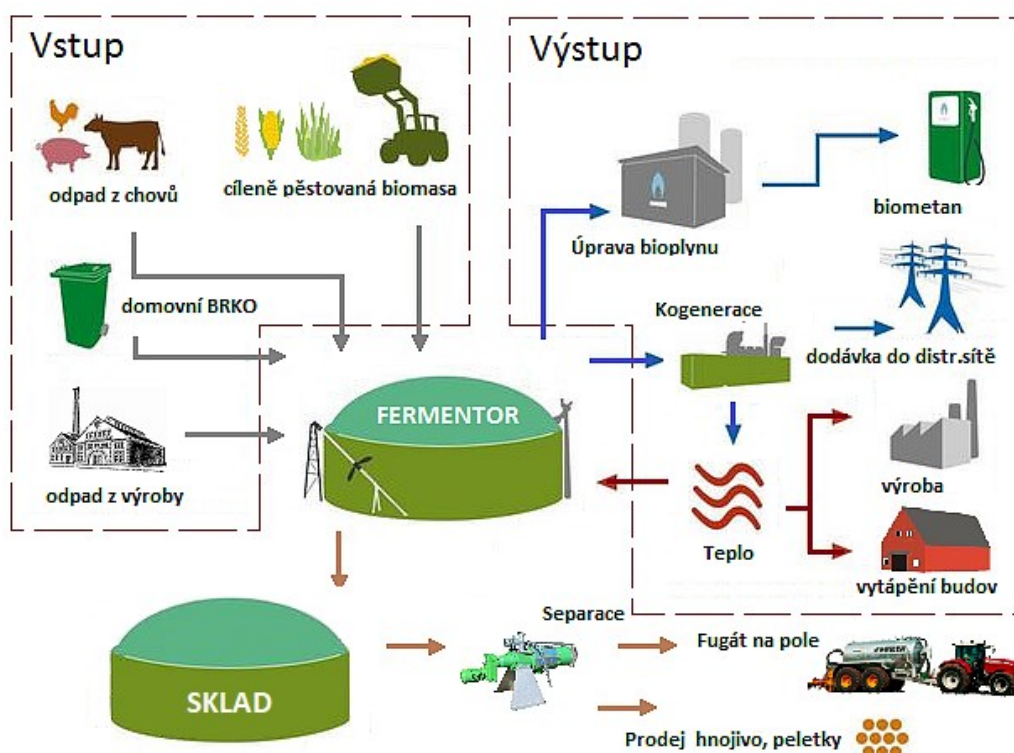 Vstup
odpad z chovů
cíleně pěstovaná biomasa
domovní BRKO
odpad z výroby
Výstup
Úprava bioplynu
biometan
Kogenerace
dodávka do distr.sítě
výroba
Teplo
vytápění budov
FERMENTOR
SKLAD
Separace
Fugát na pole
Prodej hnojivo, peletky